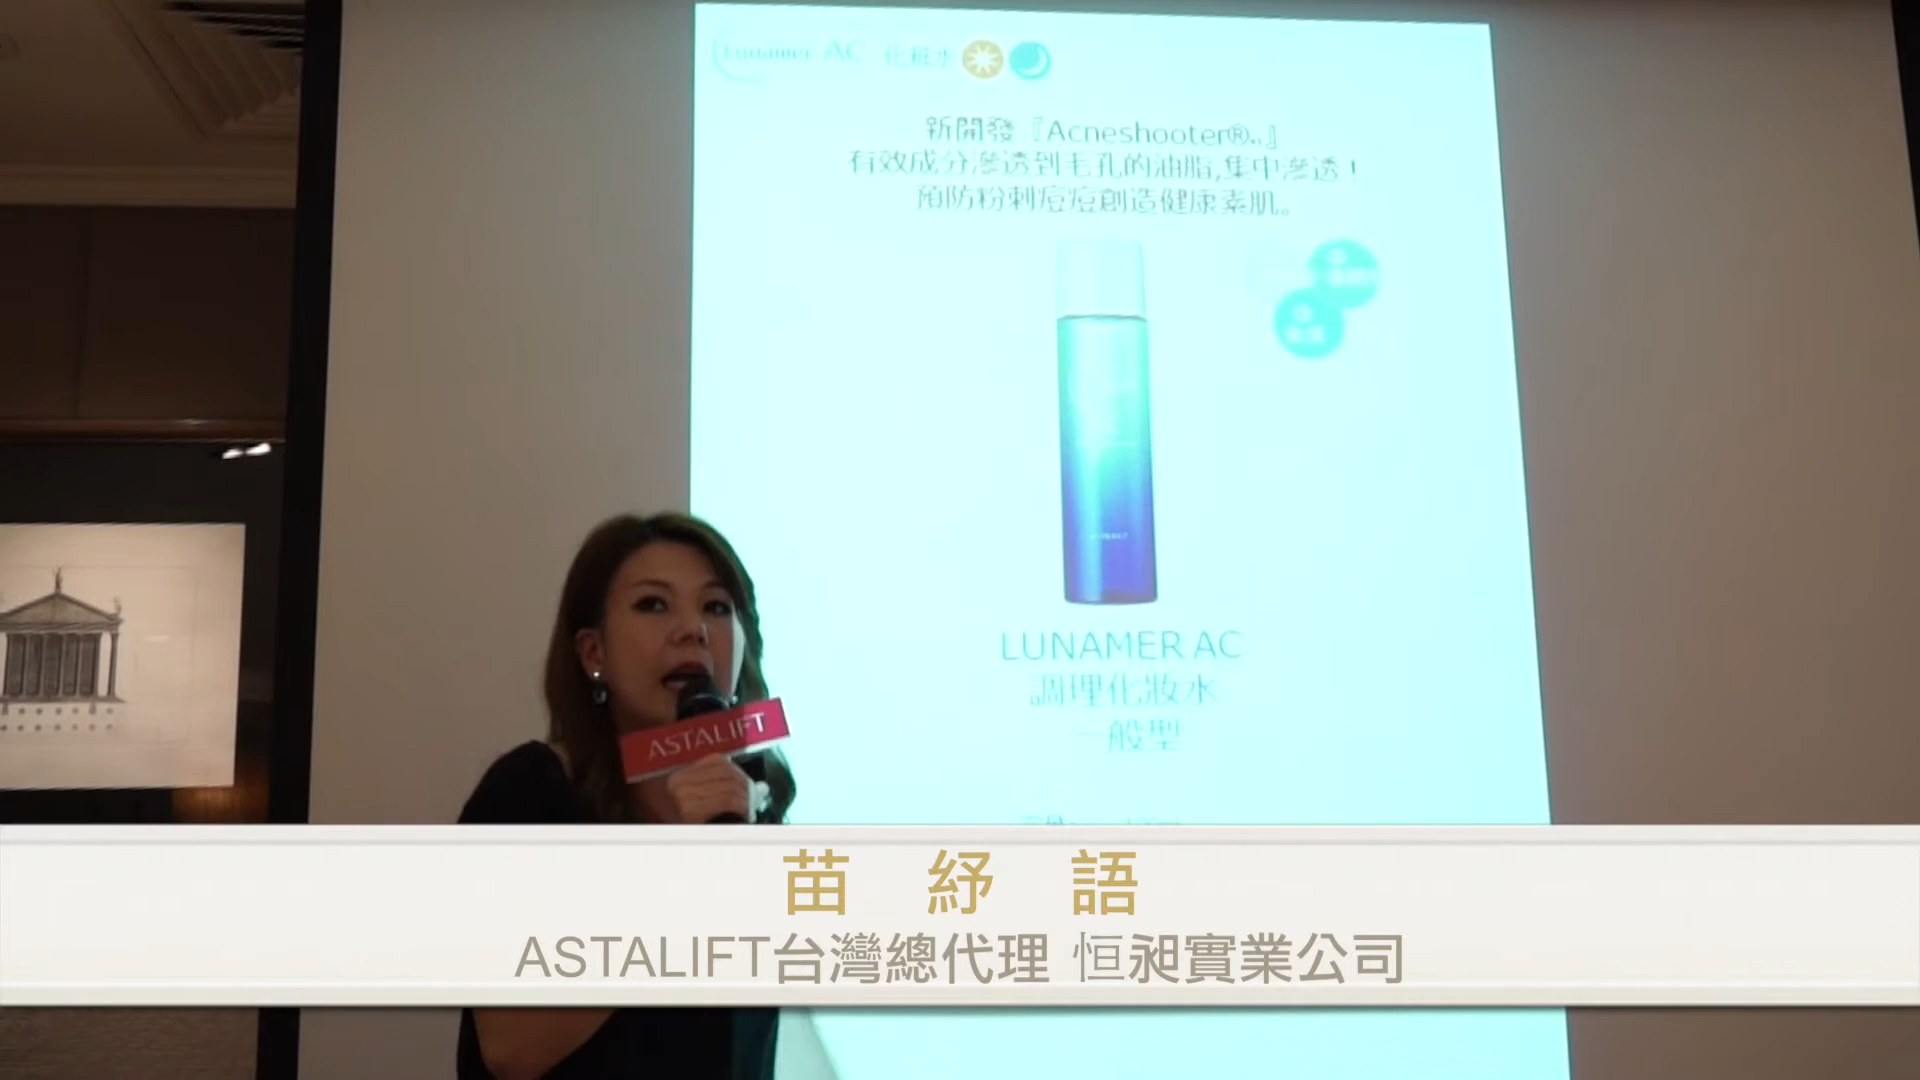 Lunamer AC 化粧水
新開發『Acneshooter®』
有效成分滲透到毛孔的油脂,集中滲透！
預防粉刺痘痘創造健康素肌。
LUNAMER AC
調理化妝水
一般型
ASTALIFT
苗 紓 語
ASTALIFT台灣總代理 恒昶實業公司